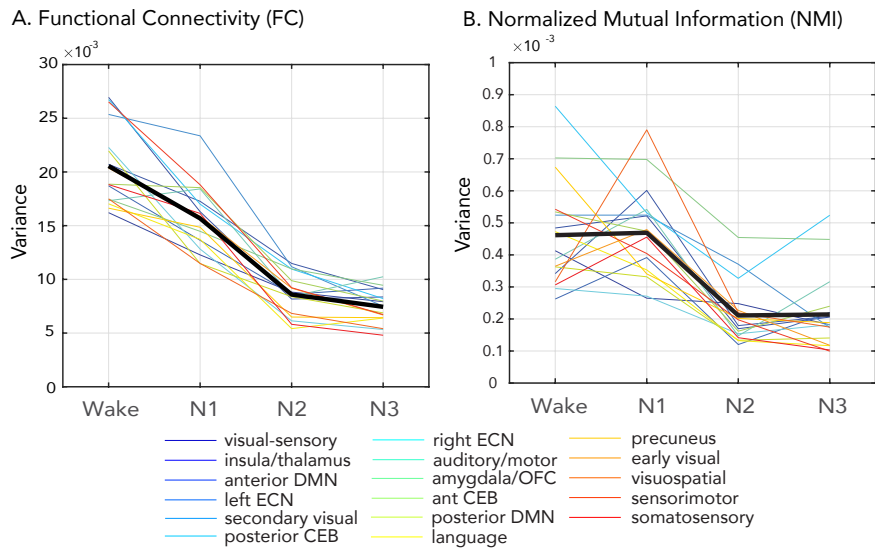 A. Functional Connectivity (FC)
B. Normalized Mutual Information (NMI)
×10⁻³
×10⁻³
30
25
20
15
10
5
0
Variance
Wake N1 N2 N3
1
0.9
0.8
0.7
0.6
0.5
0.4
0.3
0.2
0.1
0
Variance
Wake N1 N2 N3
visual-sensory
insula/thalamus
anterior DMN
left ECN
secondary visual
posterior CEB
right ECN
auditory/motor
amygdala/OFC
ant CEB
posterior DMN
language
precuneus
early visual
visuospatial
sensorimotor
somatosensory